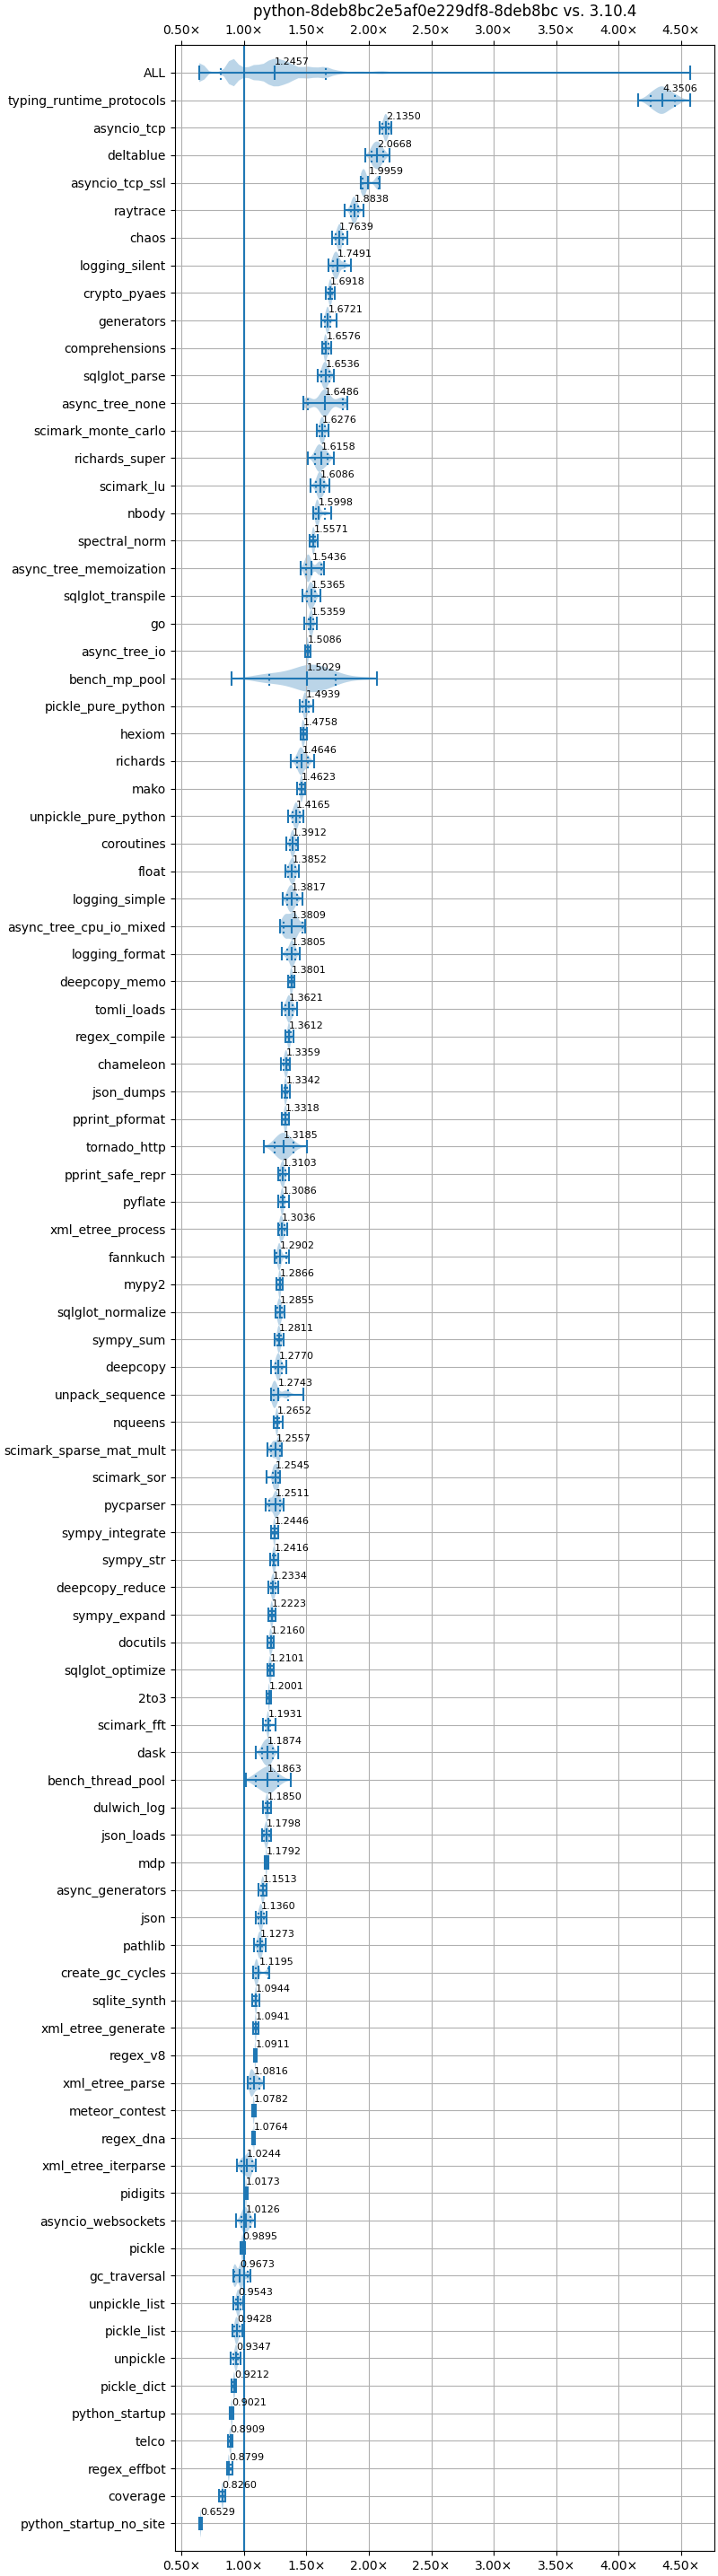 python-8deb8bc2e5af0e229df8-8deb8bc vs. 3.10.4
0.50× 1.00× 1.50× 2.00× 2.50× 3.00× 3.50× 4.00× 4.50×
ALL 1.2457
typing_runtime_protocols 4.3506
asyncio_tcp 2.1350
deltablue 2.0668
asyncio_tcp_ssl 1.9959
raytrace 1.8838
chaos 1.7639
logging_silent 1.7491
crypto_pyaes 1.6918
generators 1.6721
comprehensions 1.6576
sqlglot_parse 1.6536
async_tree_none 1.6486
scimark_monte_carlo 1.6276
richards_super 1.6158
scimark_lu 1.6086
nbody 1.5998
spectral_norm 1.5571
async_tree_memoization 1.5436
sqlglot_transpile 1.5365
go 1.5359
async_tree_io 1.5086
bench_mp_pool 1.5029
pickle_pure_python 1.4939
hexiom 1.4758
richards 1.4646
mako 1.4623
unpickle_pure_python 1.4165
coroutines 1.3912
float 1.3852
logging_simple 1.3817
async_tree_cpu_io_mixed 1.3809
logging_format 1.3805
deepcopy_memo 1.3801
tomli_loads 1.3621
regex_compile 1.3612
chameleon 1.3359
json_dumps 1.3342
pprint_pformat 1.3318
tornado_http 1.3185
pprint_safe_repr 1.3103
pyflate 1.3086
xml_etree_process 1.3036
fannkuch 1.2902
mypy2 1.2866
sqlglot_normalize 1.2855
sympy_sum 1.2811
deepcopy 1.2770
unpack_sequence 1.2743
nqueens 1.2652
scimark_sparse_mat_mult 1.2557
scimark_sor 1.2545
pycparser 1.2511
sympy_integrate 1.2446
sympy_str 1.2416
deepcopy_reduce 1.2334
sympy_expand 1.2223
docutils 1.2160
sqlglot_optimize 1.2101
2to3 1.2001
scimark_fft 1.1931
dask 1.1874
bench_thread_pool 1.1863
dulwich_log 1.1850
json_loads 1.1798
mdp 1.1792
async_generators 1.1513
json 1.1360
pathlib 1.1273
create_gc_cycles 1.1195
sqlite_synth 1.0944
xml_etree_generate 1.0941
regex_v8 1.0911
xml_etree_parse 1.0816
meteor_contest 1.0782
regex_dna 1.0764
xml_etree_iterparse 1.0244
pidigits 1.0173
asyncio_websockets 1.0126
pickle 0.9895
gc_traversal 0.9673
unpickle_list 0.9543
pickle_list 0.9428
unpickle 0.9347
pickle_dict 0.9212
python_startup 0.9021
telco 0.8909
regex_effbot 0.8799
coverage 0.8260
python_startup_no_site 0.6529
0.50× 1.00× 1.50× 2.00× 2.50× 3.00× 3.50× 4.00× 4.50×